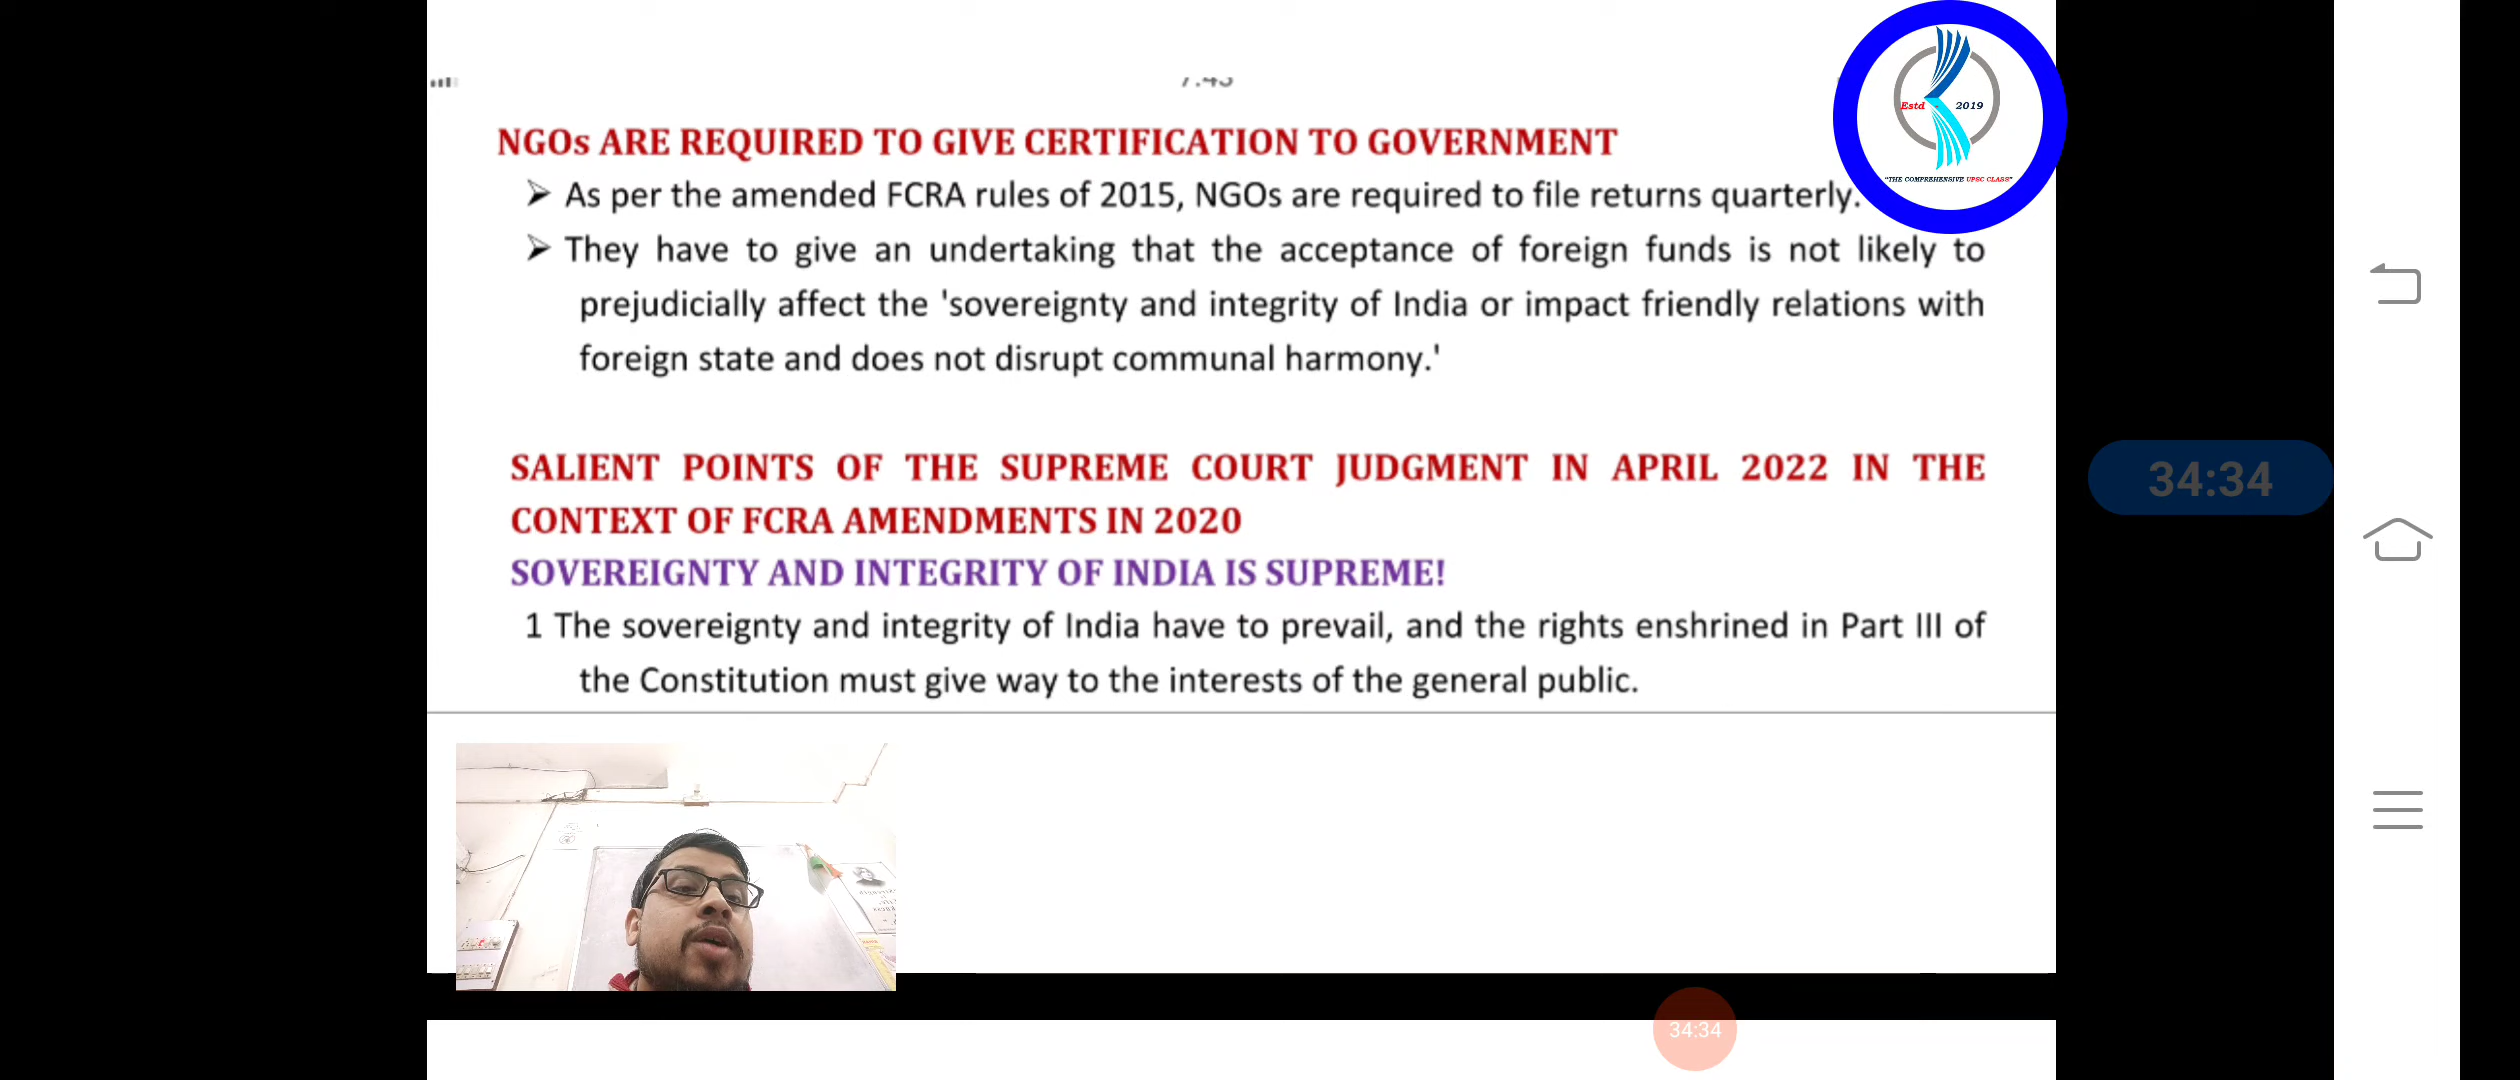 Estd - 2019
"THE COMPREHENSIVE UPSC CLASS"
NGOs ARE REQUIRED TO GIVE CERTIFICATION TO GOVERNMENT
➢ As per the amended FCRA rules of 2015, NGOs are required to file returns quarterly.
➢ They have to give an undertaking that the acceptance of foreign funds is not likely to
prejudicially affect the 'sovereignty and integrity of India or impact friendly relations with
foreign state and does not disrupt communal harmony.'
SALIENT POINTS OF THE SUPREME COURT JUDGMENT IN APRIL 2022 IN THE
CONTEXT OF FCRA AMENDMENTS IN 2020
SOVEREIGNTY AND INTEGRITY OF INDIA IS SUPREME!
1 The sovereignty and integrity of India have to prevail, and the rights enshrined in Part III of
the Constitution must give way to the interests of the general public.
34:34
34:34